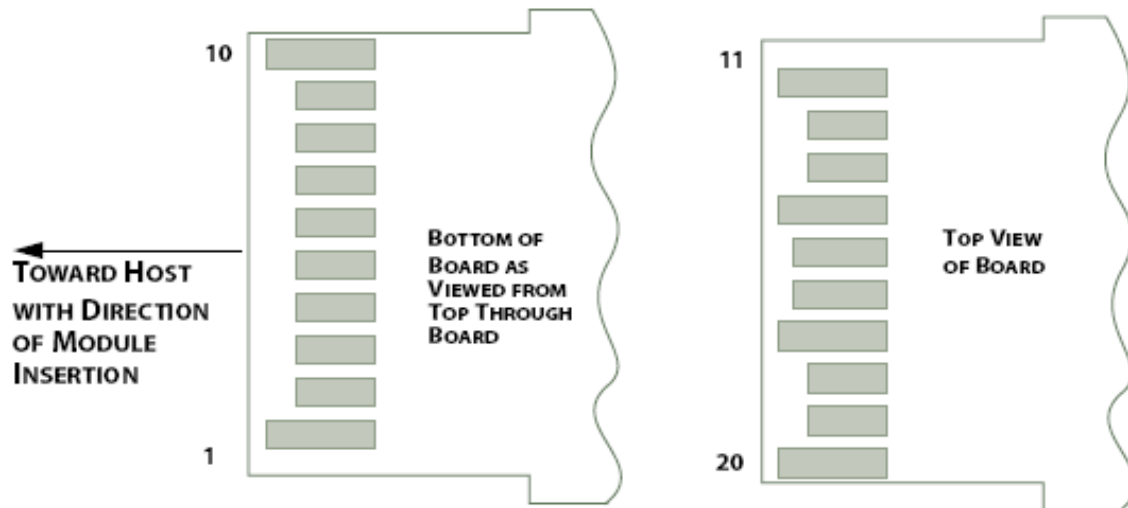 10
1
TOWARD HOST
WITH DIRECTION
OF MODULE
INSERTION
BOTTOM OF
BOARD AS
VIEWED FROM
TOP THROUGH
BOARD
11
20
TOP VIEW
OF BOARD